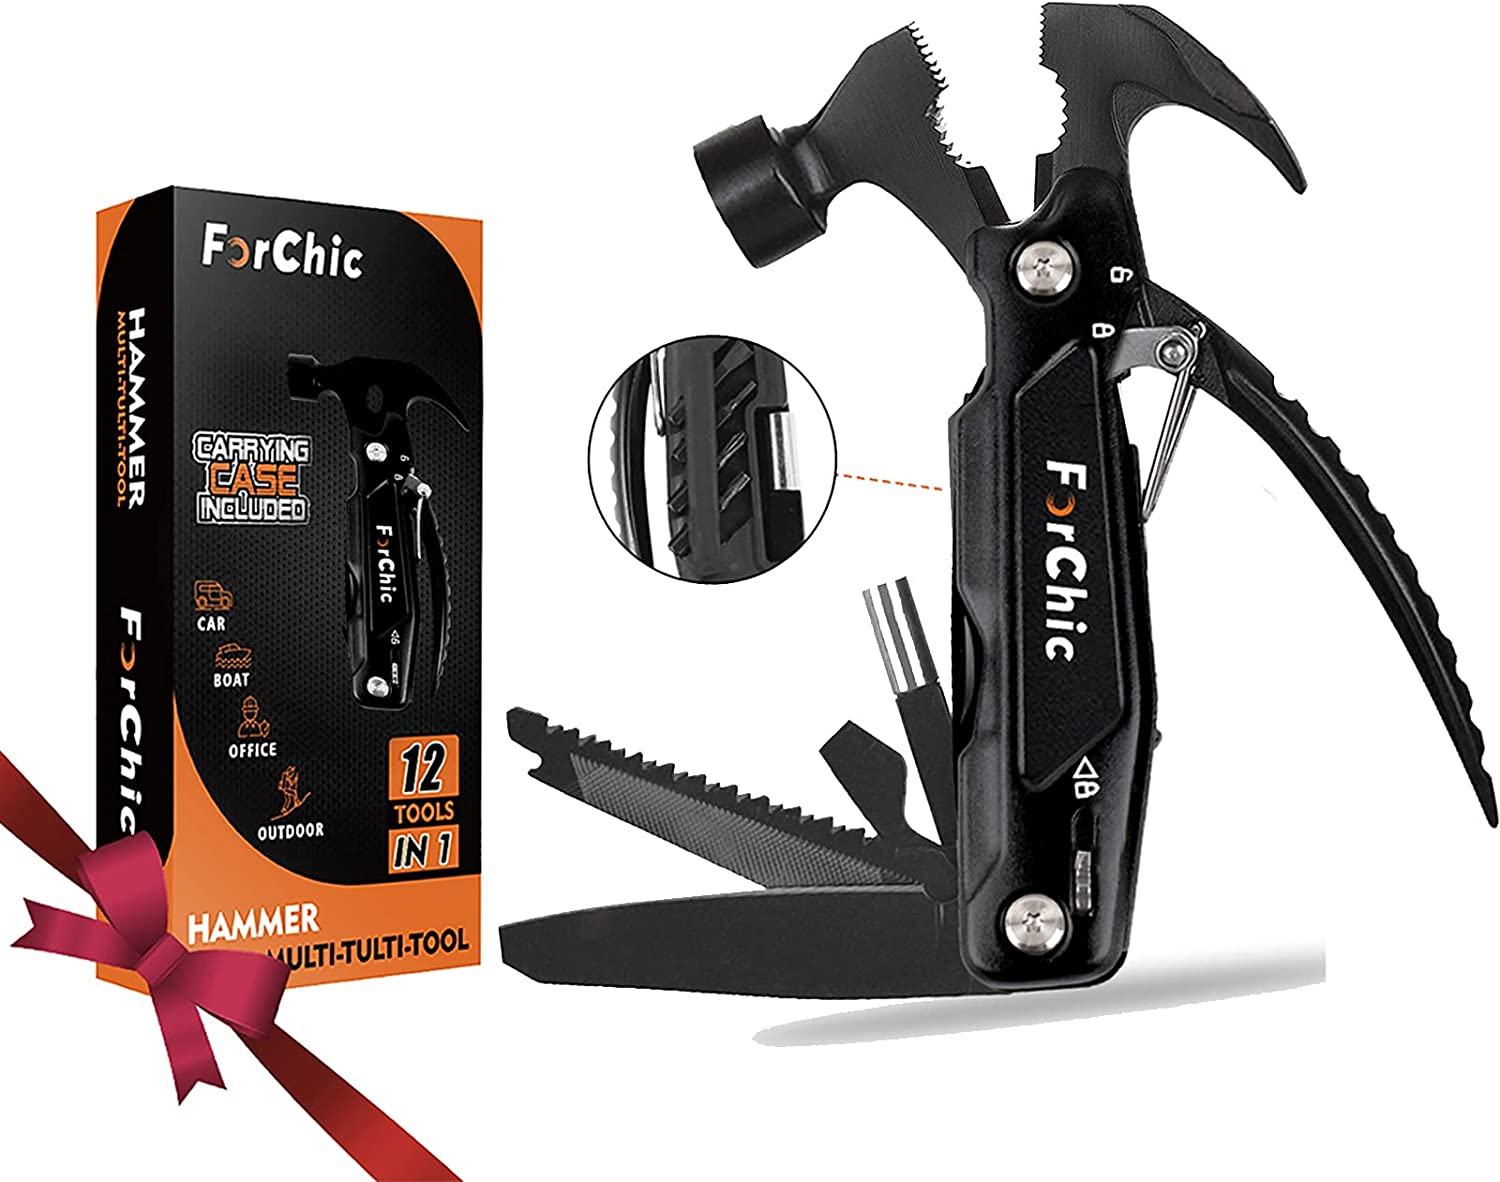 ForChic
HAMMER
MULTI-TULTI-TOOL
ForChic
CARRYING
CASE
INCLUDED
ForChic
CAR
BOAT
OFFICE
OUTDOOR
12
TOOLS
IN 1
HAMMER
MULTI-TULTI-TOOL
ForChic